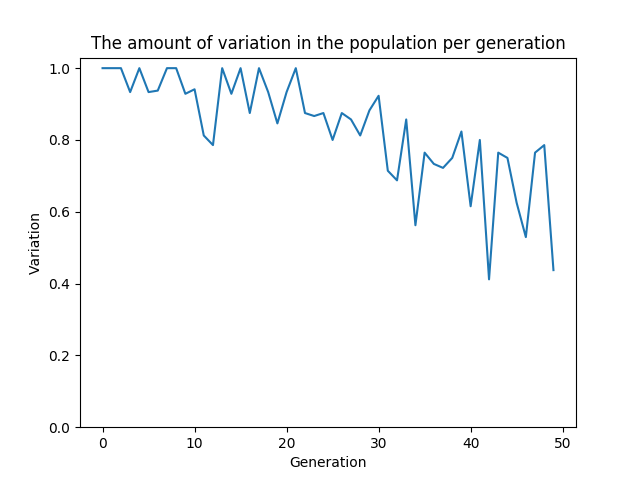 The amount of variation in the population per generation
1.0
0.8
0.6
0.4
0.2
0.0
Variation
0 10 20 30 40 50
Generation